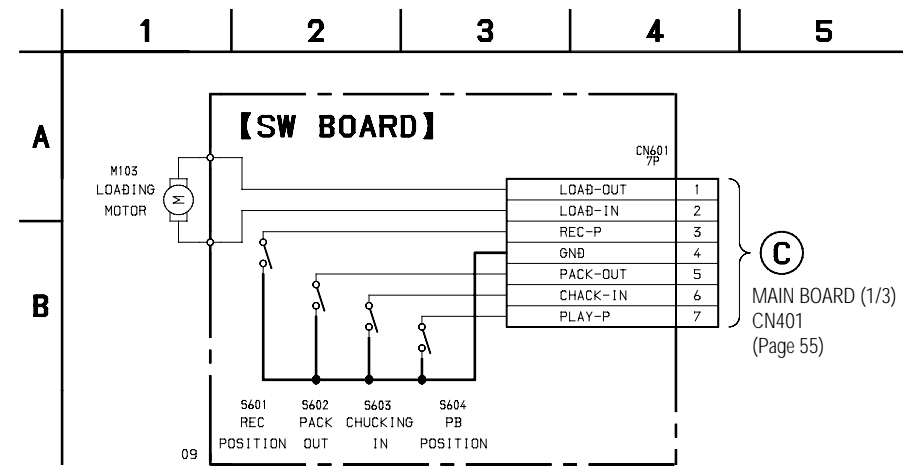 1 2 3 4 5
A
B
【SW BOARD】
M103
LOADING
MOTOR
M
CN601
7P
LOAD-OUT 1
LOAD-IN 2
REC-P 3
GND 4
PACK-OUT 5
CHACK-IN 6
PLAY-P 7
C
MAIN BOARD (1/3)
CN401
(Page 55)
S601 S602 S603 S604
REC PACK CHUCKING PB
POSITION OUT IN POSITION
09